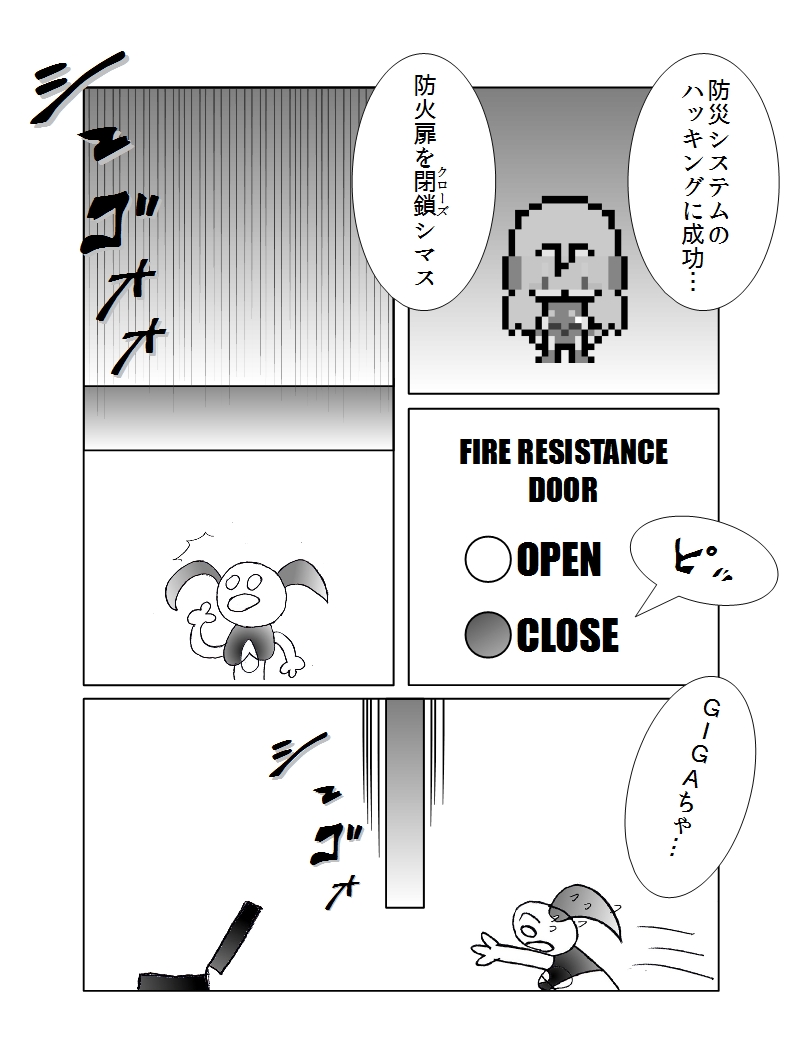 防災システムの
ハッキングに成功…
防火扉を閉鎖シマス
クローズ
シュゴオオ
FIRE RESISTANCE
DOOR
OPEN
CLOSE
ピッ
GIGAちゃ…
シュゴオ